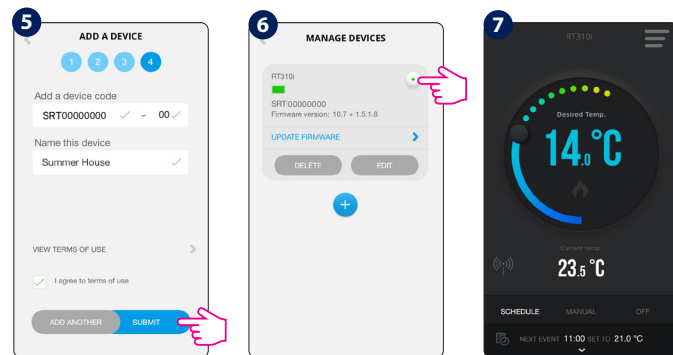 5
ADD A DEVICE
1 2 3 4
Add a device code
SRT00000000 – 00
Name this device
Summer House
VIEW TERMS OF USE
I agree to terms of use
ADD ANOTHER SUBMIT
6
MANAGE DEVICES
RT310i
SRT00000000
Firmware version: 10.7 + 1.5.1.8
UPDATE FIRMWARE
DELETE EDIT
+
7
RT310i
Desired Temp.
14.0 °C
Current temp.
23.5 °C
SCHEDULE MANUAL OFF
NEXT EVENT 11:00 SET TO 21.0 °C